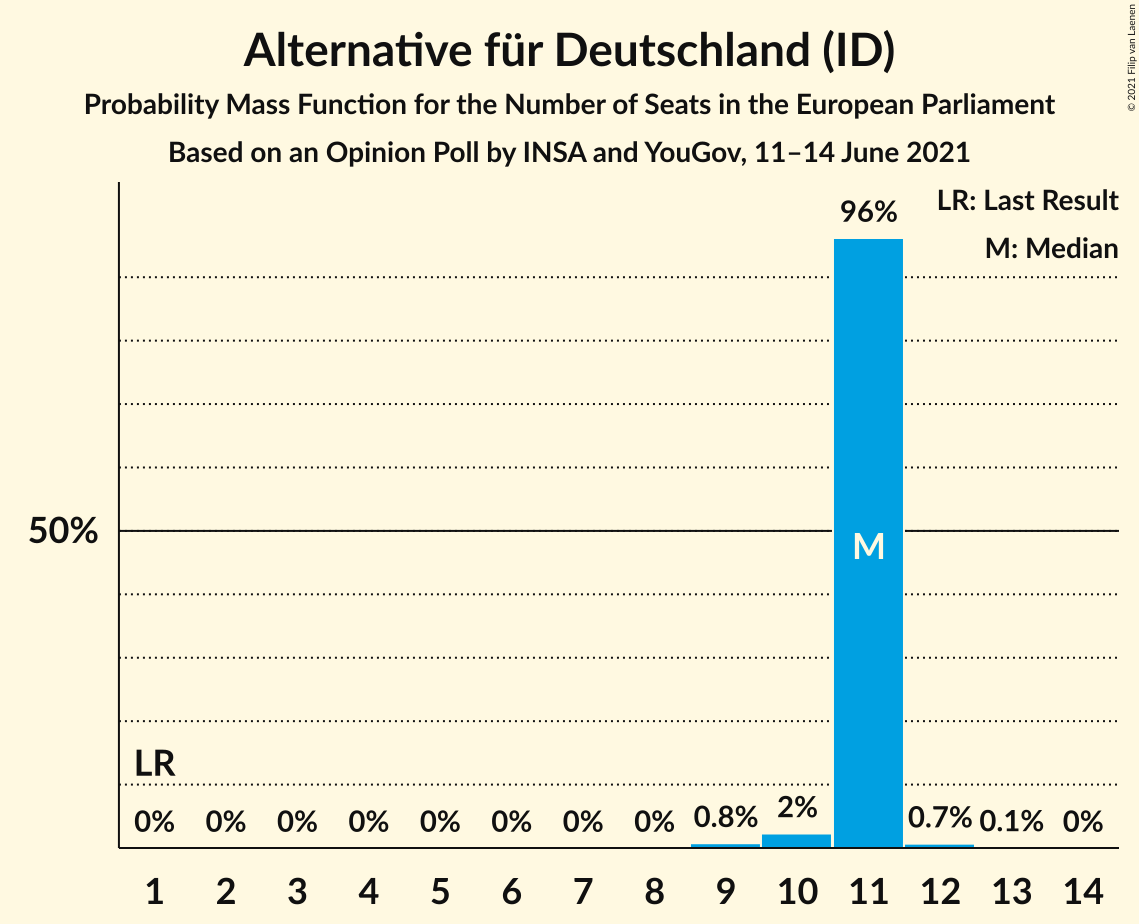 Alternative für Deutschland (ID)
Probability Mass Function for the Number of Seats in the European Parliament
Based on an Opinion Poll by INSA and YouGov, 11–14 June 2021
© 2021 Filip van Laenen
LR: Last Result
M: Median
96%
50%
M
LR
0% 0% 0% 0% 0% 0% 0% 0% 0.8% 2% 0.7% 0.1% 0%
1 2 3 4 5 6 7 8 9 10 11 12 13 14